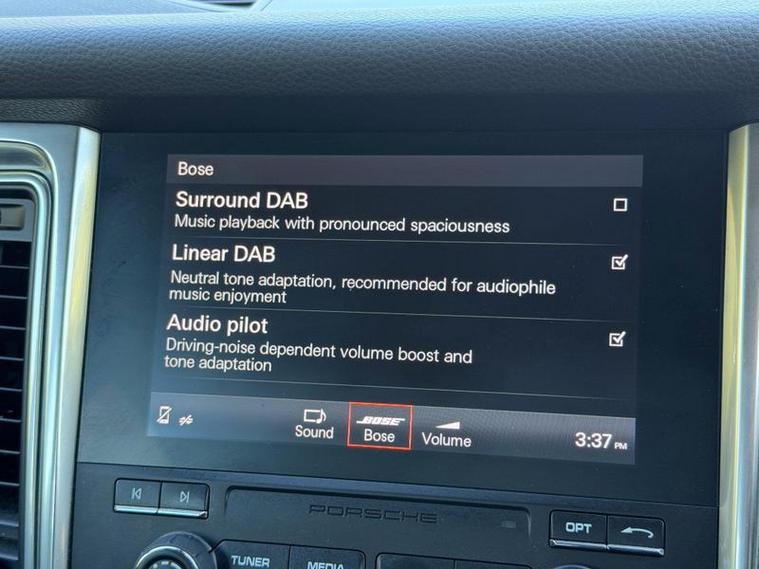 Bose
Surround DAB
Music playback with pronounced spaciousness
Linear DAB
Neutral tone adaptation, recommended for audiophile
music enjoyment
Audio pilot
Driving-noise dependent volume boost and
tone adaptation
Sound
BOSE
Bose
Volume
3:37 PM
PORSCHE
OPT
TUNER
MEDIA